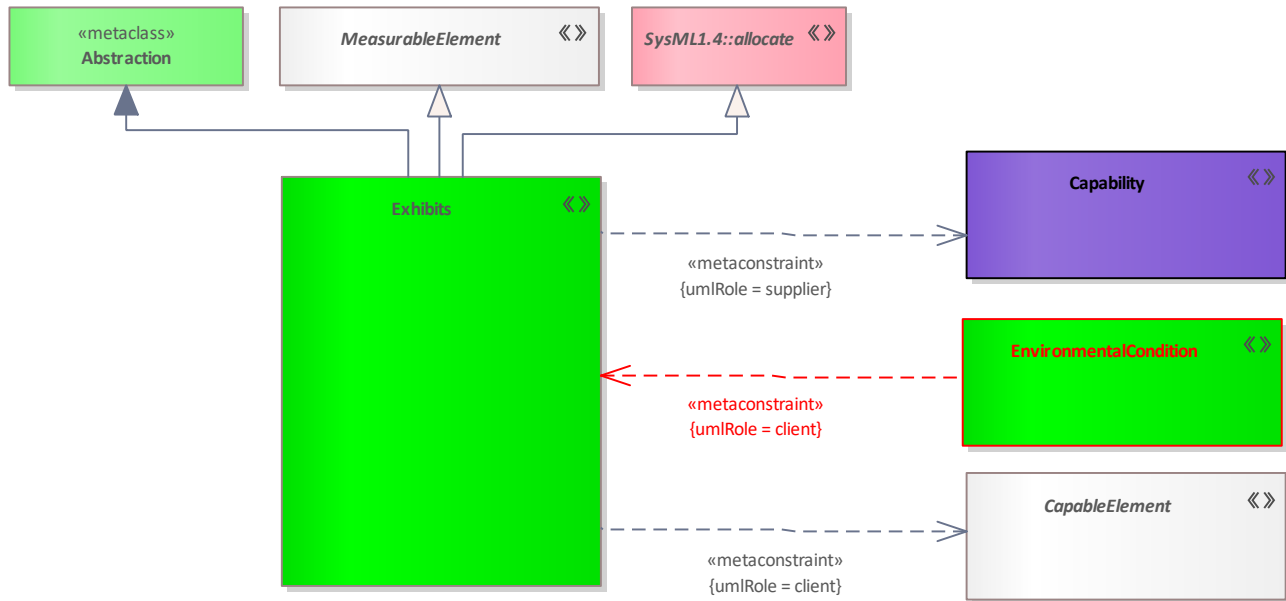 «metaclass»
Abstraction
MeasurableElement
«»
SysML1.4::allocate
«»
Exhibits
«»
Capability
«»
«metaconstraint»
{umlRole = supplier}
EnvironmentalCondition
«»
«metaconstraint»
{umlRole = client}
CapableElement
«»
«metaconstraint»
{umlRole = client}